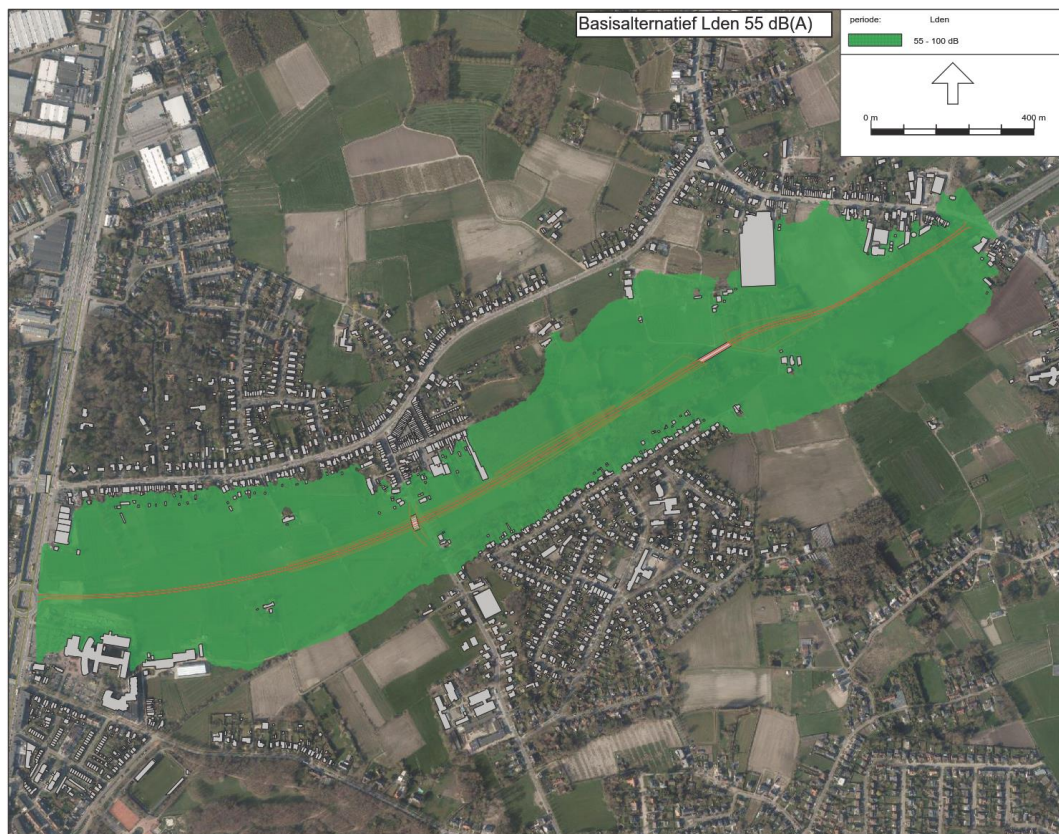 Basisalternatief Lden 55 dB(A)
periode: Lden
55 - 100 dB
0 m 400 m